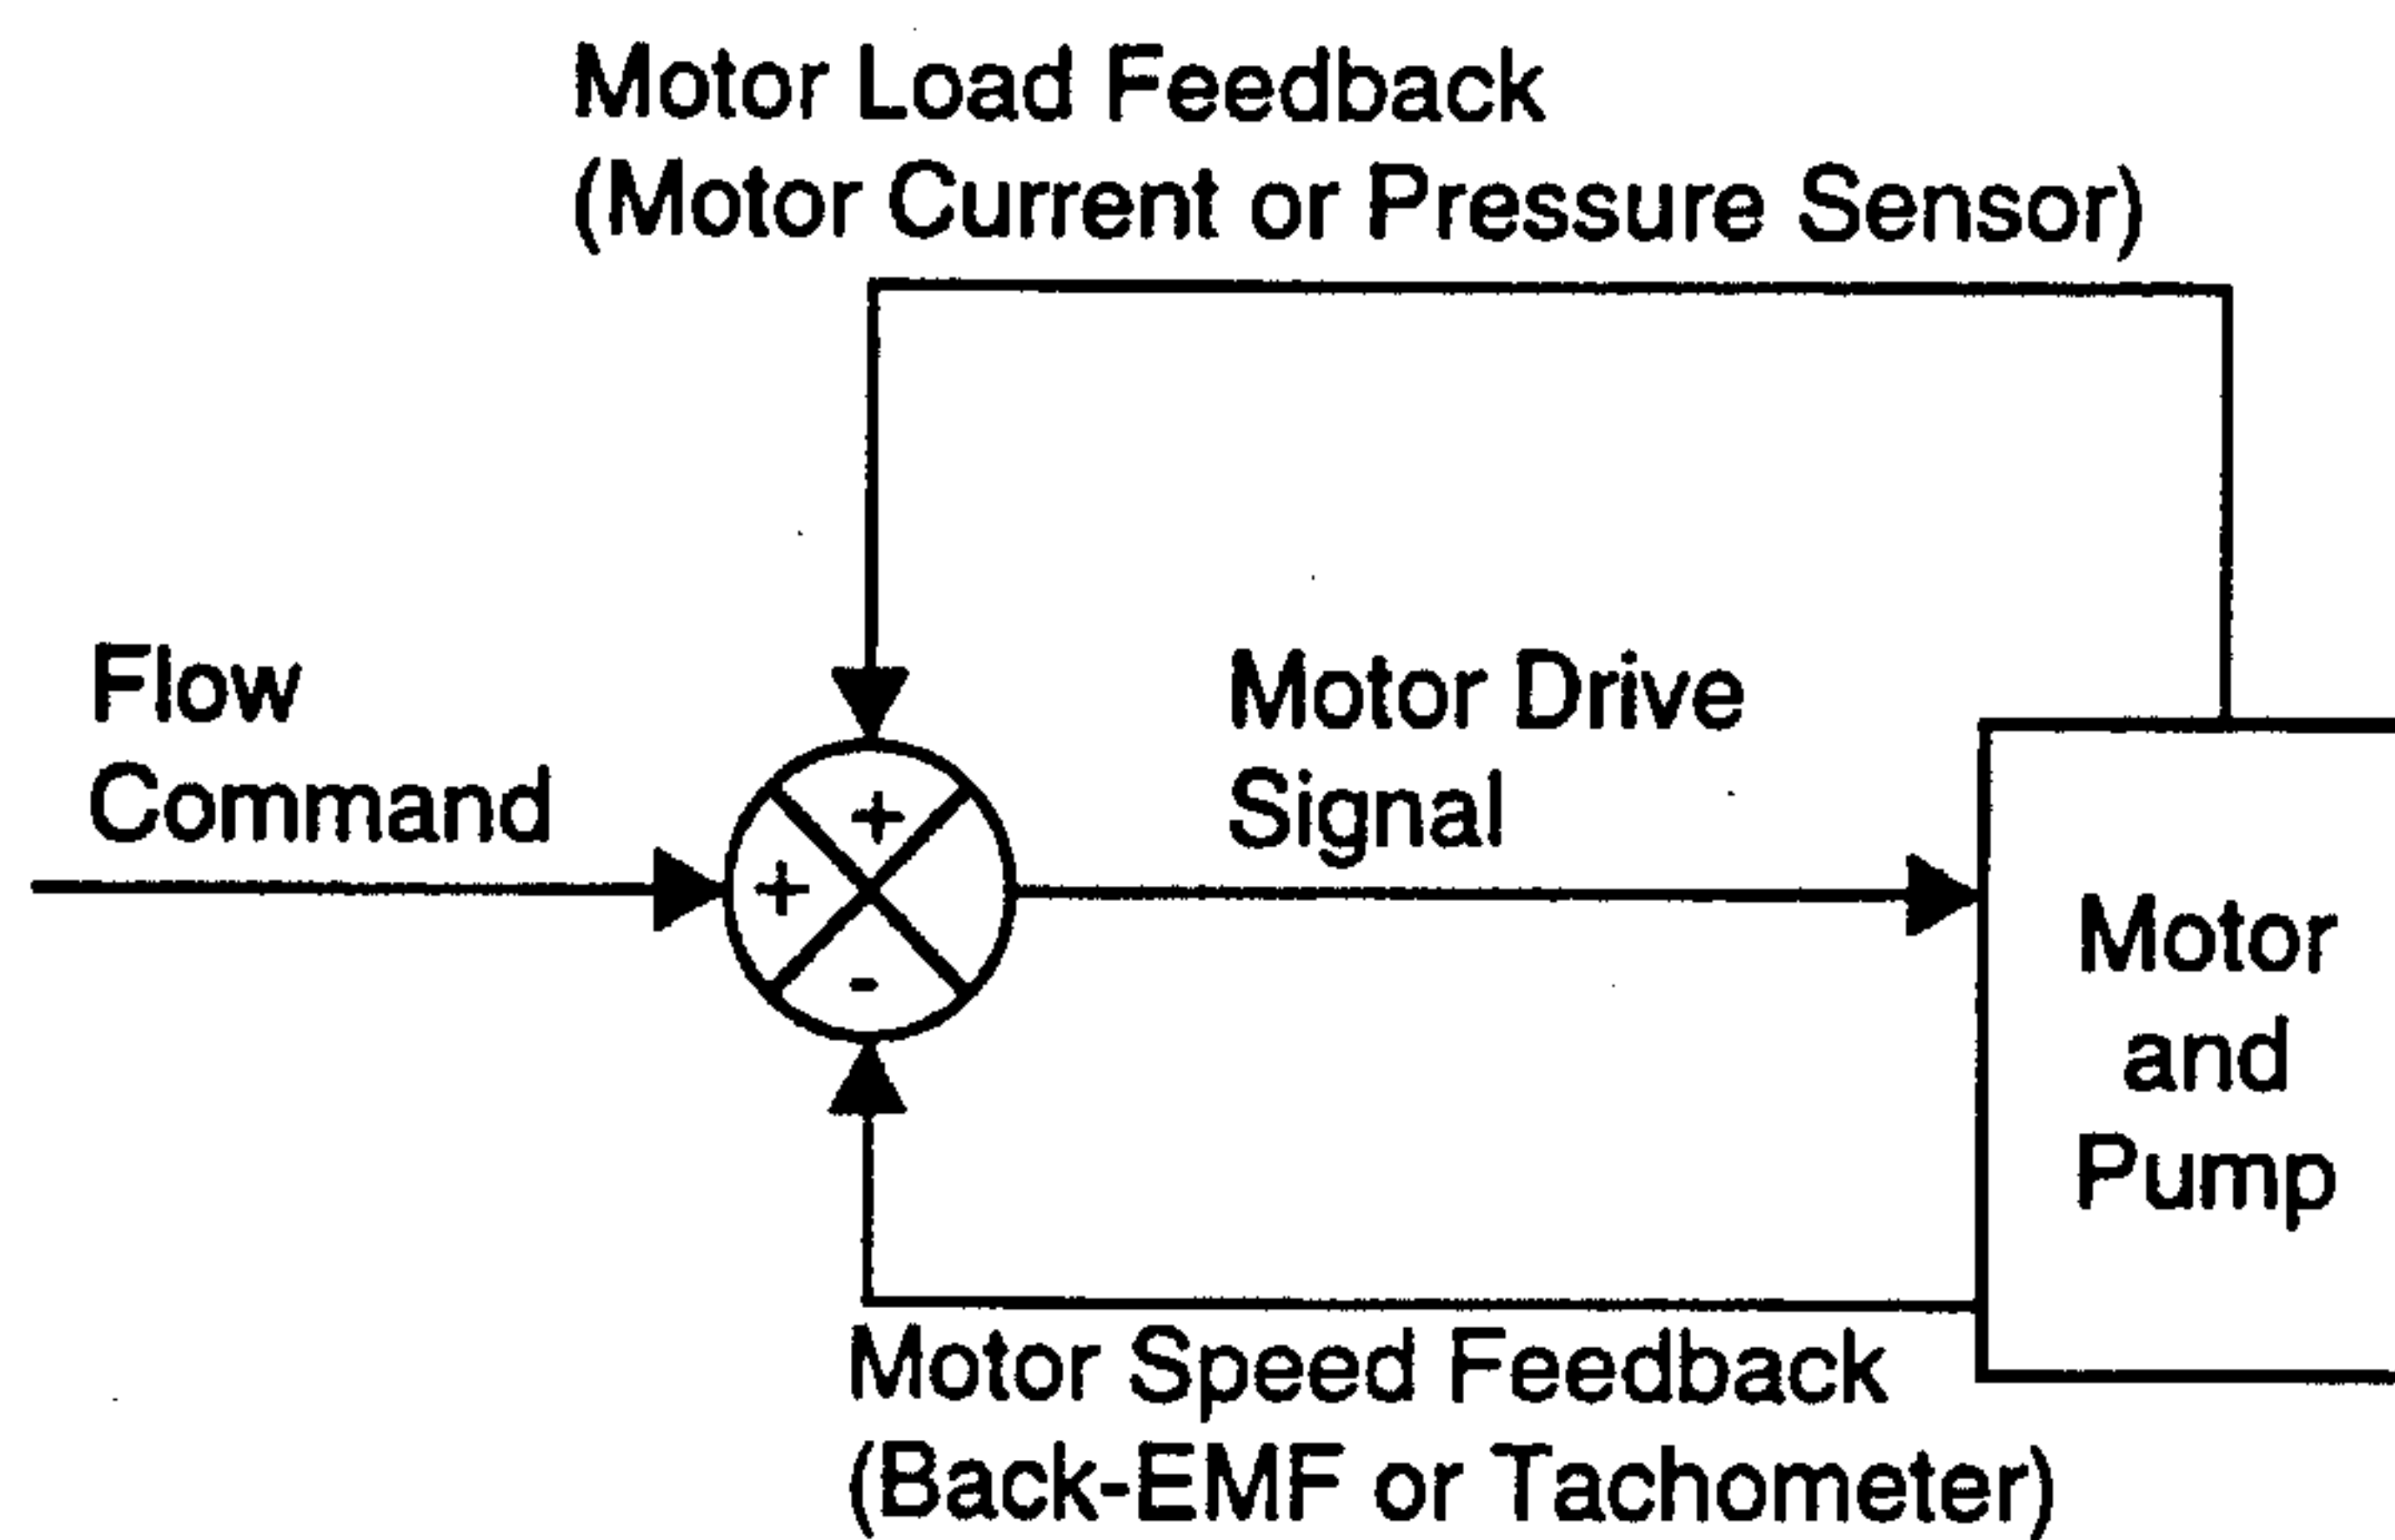 Motor Load Feedback
(Motor Current or Pressure Sensor)
Flow
Command
Motor Drive
Signal
+
+
-
Motor
and
Pump
Motor Speed Feedback
(Back-EMF or Tachometer)